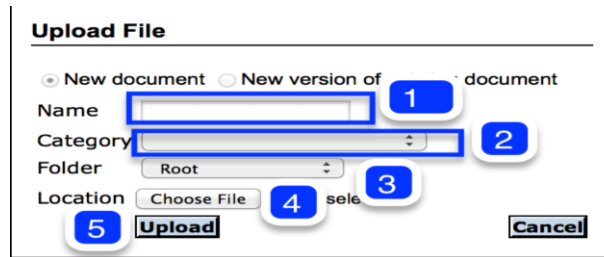 Upload File
New document New version of document
1
Name
Category
2
Folder Root
3
Location Choose File 4
5 Upload Cancel